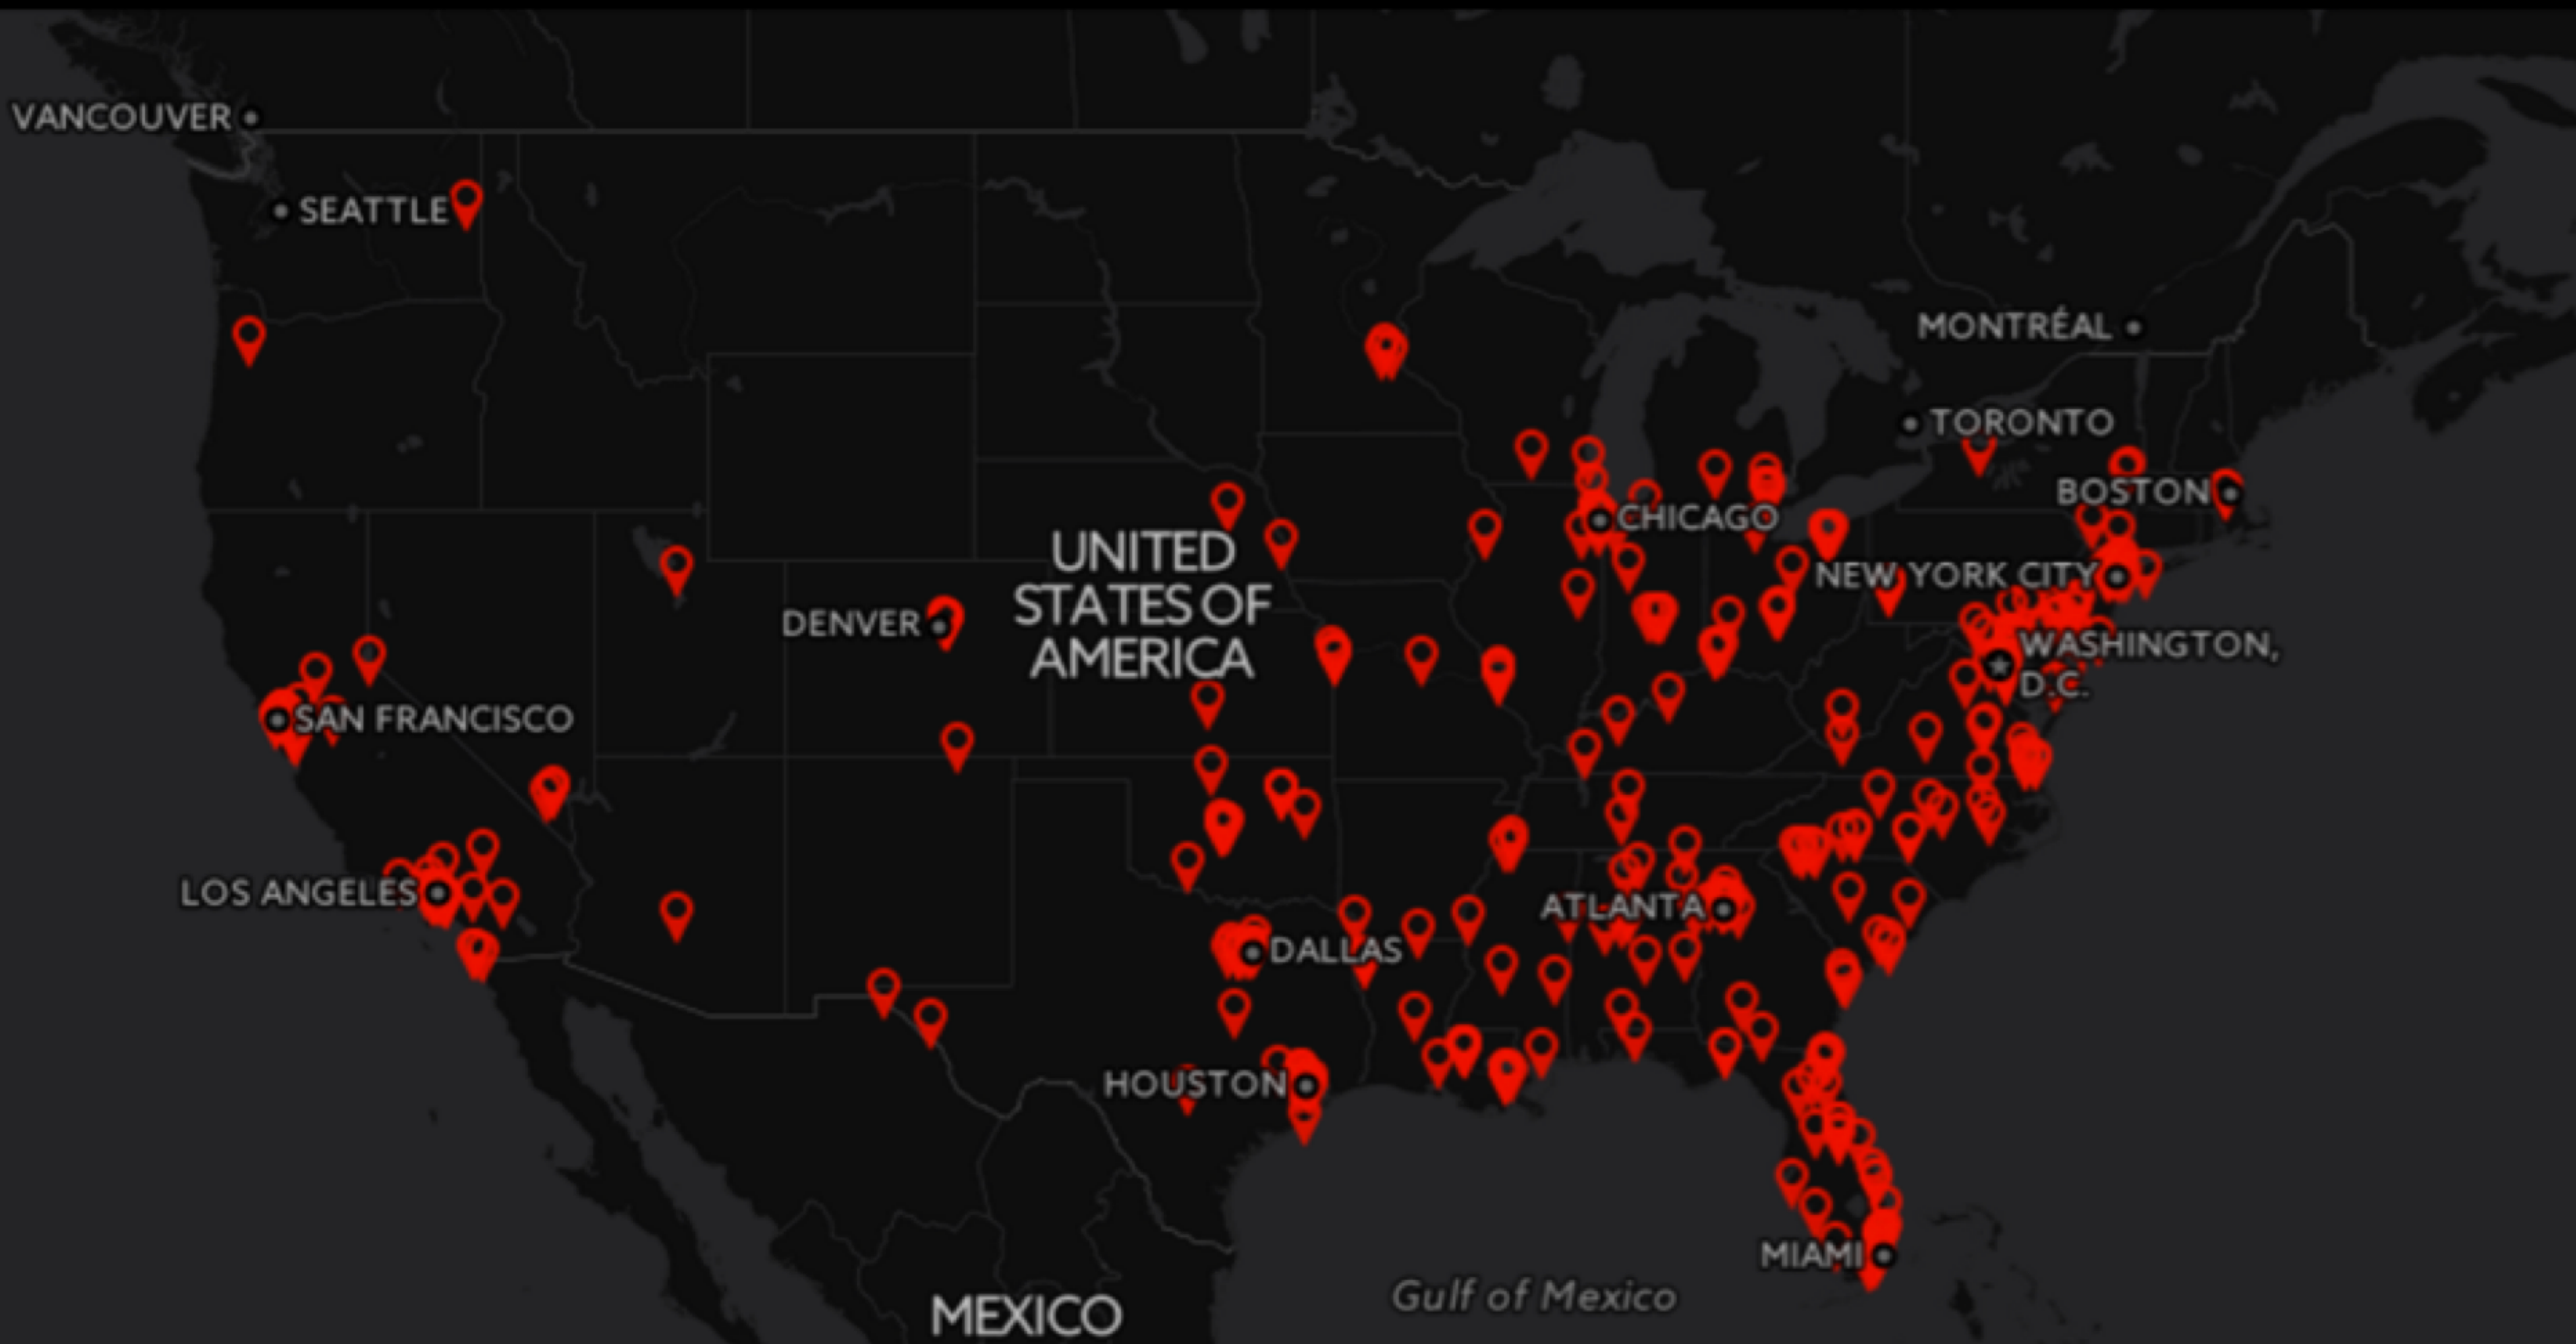 VANCOUVER
SEATTLE
MONTRÉAL
TORONTO
BOSTON
CHICAGO
UNITED
STATES OF
AMERICA
NEW YORK CITY
DENVER
WASHINGTON,
D.C.
SAN FRANCISCO
LOS ANGELES
ATLANTA
DALLAS
HOUSTON
MIAMI
Gulf of Mexico
MEXICO